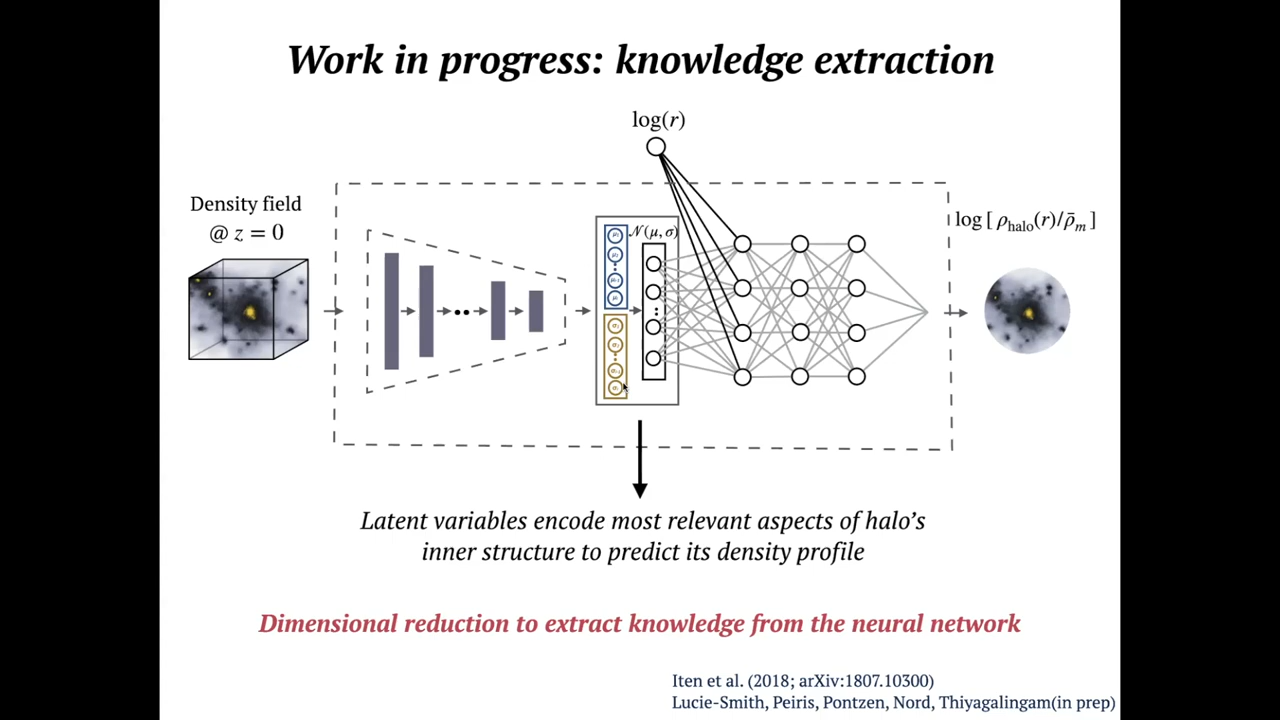 Work in progress: knowledge extraction
log(r)
Density field
@ z = 0
log [ ρhalo(r)/ρ̄m ]
𝒩(μ, σ)
Latent variables encode most relevant aspects of halo's
inner structure to predict its density profile
Dimensional reduction to extract knowledge from the neural network
Iten et al. (2018; arXiv:1807.10300)
Lucie-Smith, Peiris, Pontzen, Nord, Thiyagalingam(in prep)